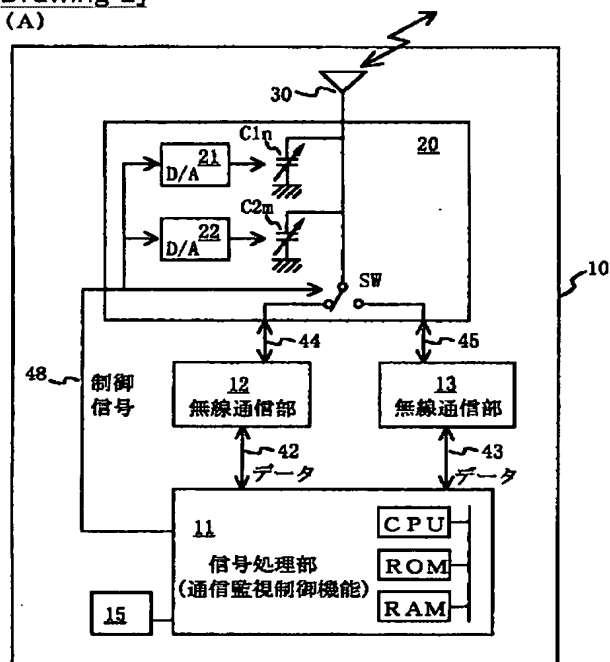 (A)
30
20
C1n
21
D/A
C2m
22
D/A
SW
10
44
45
48
制御
信号
12
無線通信部
13
無線通信部
42
データ
43
データ
11
信号処理部
(通信監視制御機能)
CPU
ROM
RAM
15